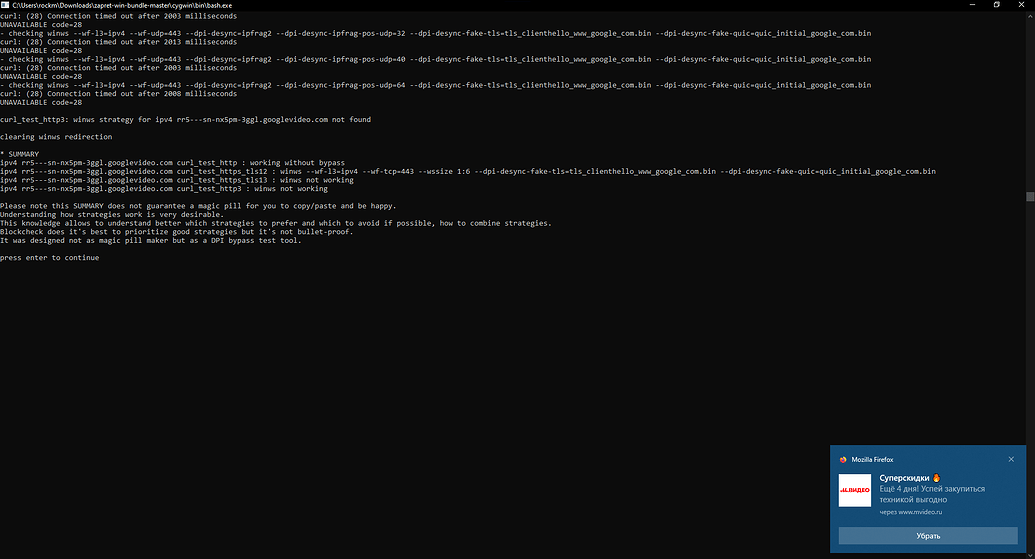 C:\Users\rockm\Downloads\zapret-win-bundle-master\cygwin\bin\bash.exe
curl: (28) Connection timed out after 2003 milliseconds
UNAVAILABLE code=28
- checking winws --wf-l3=ipv4 --wf-udp=443 --dpi-desync=ipfrag2 --dpi-desync-ipfrag-pos-udp=32 --dpi-desync-fake-tls=tls_clienthello_www_google_com.bin --dpi-desync-fake-quic=quic_initial_google_com.bin
curl: (28) Connection timed out after 2013 milliseconds
UNAVAILABLE code=28
- checking winws --wf-l3=ipv4 --wf-udp=443 --dpi-desync=ipfrag2 --dpi-desync-ipfrag-pos-udp=40 --dpi-desync-fake-tls=tls_clienthello_www_google_com.bin --dpi-desync-fake-quic=quic_initial_google_com.bin
curl: (28) Connection timed out after 2003 milliseconds
UNAVAILABLE code=28
- checking winws --wf-l3=ipv4 --wf-udp=443 --dpi-desync=ipfrag2 --dpi-desync-ipfrag-pos-udp=64 --dpi-desync-fake-tls=tls_clienthello_www_google_com.bin --dpi-desync-fake-quic=quic_initial_google_com.bin
curl: (28) Connection timed out after 2008 milliseconds
UNAVAILABLE code=28
curl_test_http3: winws strategy for ipv4 rr5---sn-nx5pm-3ggl.googlevideo.com not found
clearing winws redirection
* SUMMARY
ipv4 rr5---sn-nx5pm-3ggl.googlevideo.com curl_test_http : working without bypass
ipv4 rr5---sn-nx5pm-3ggl.googlevideo.com curl_test_https_tls12 : winws --wf-l3=ipv4 --wf-tcp=443 --wssize 1:6 --dpi-desync-fake-tls=tls_clienthello_www_google_com.bin --dpi-desync-fake-quic=quic_initial_google_com.bin
ipv4 rr5---sn-nx5pm-3ggl.googlevideo.com curl_test_https_tls13 : winws not working
ipv4 rr5---sn-nx5pm-3ggl.googlevideo.com curl_test_http3 : winws not working
Please note this SUMMARY does not guarantee a magic pill for you to copy/paste and be happy.
Understanding how strategies work is very desirable.
This knowledge allows to understand better which strategies to prefer and which to avoid if possible, how to combine strategies.
Blockcheck does it's best to prioritize good strategies but it's not bullet-proof.
It was designed not as magic pill maker but as a DPI bypass test tool.
press enter to continue
Mozilla Firefox
Суперскидки
Ещё 4 дня! Успей закупиться
техникой выгодно
через www.mvideo.ru
Убрать